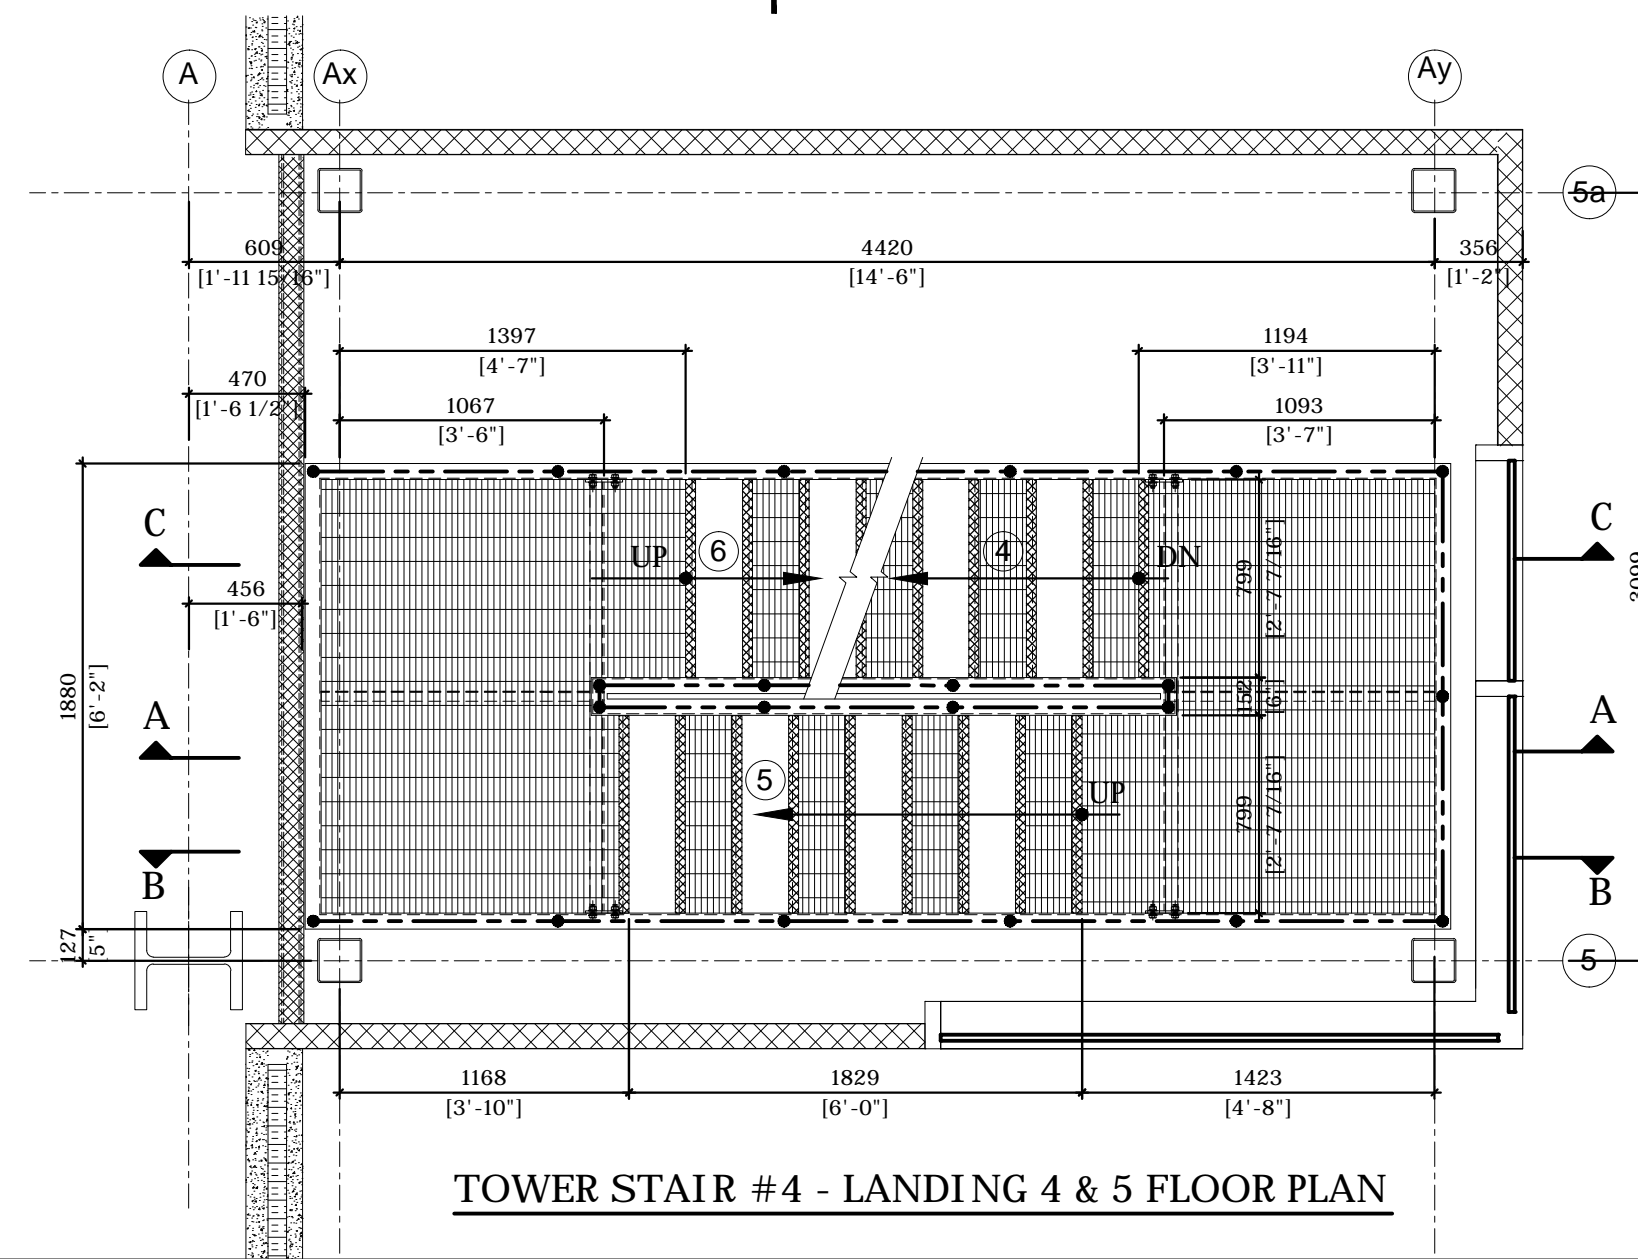 A
Ax
Ay
5a
609
[1'-11 15/16"]
4420
[14'-6"]
356
[1'-2"]
1397
[4'-7"]
1194
[3'-11"]
470
[1'-6 1/2"]
1067
[3'-6"]
1093
[3'-7"]
C
C
UP
6
4
DN
799
[2'-7 7/16"]
3099
456
[1'-6"]
1880
[6'-2"]
152
[6"]
A
A
5
UP
799
[2'-7 7/16"]
B
B
127
[5"]
5
1168
[3'-10"]
1829
[6'-0"]
1423
[4'-8"]
TOWER STAIR #4 - LANDING 4 & 5 FLOOR PLAN